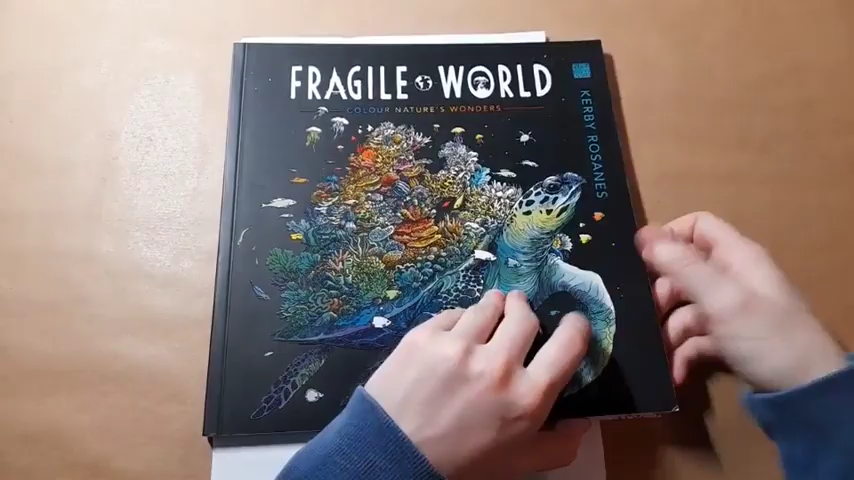 FRAGILE WORLD
COLOUR NATURE'S WONDERS
KERBY ROSANES